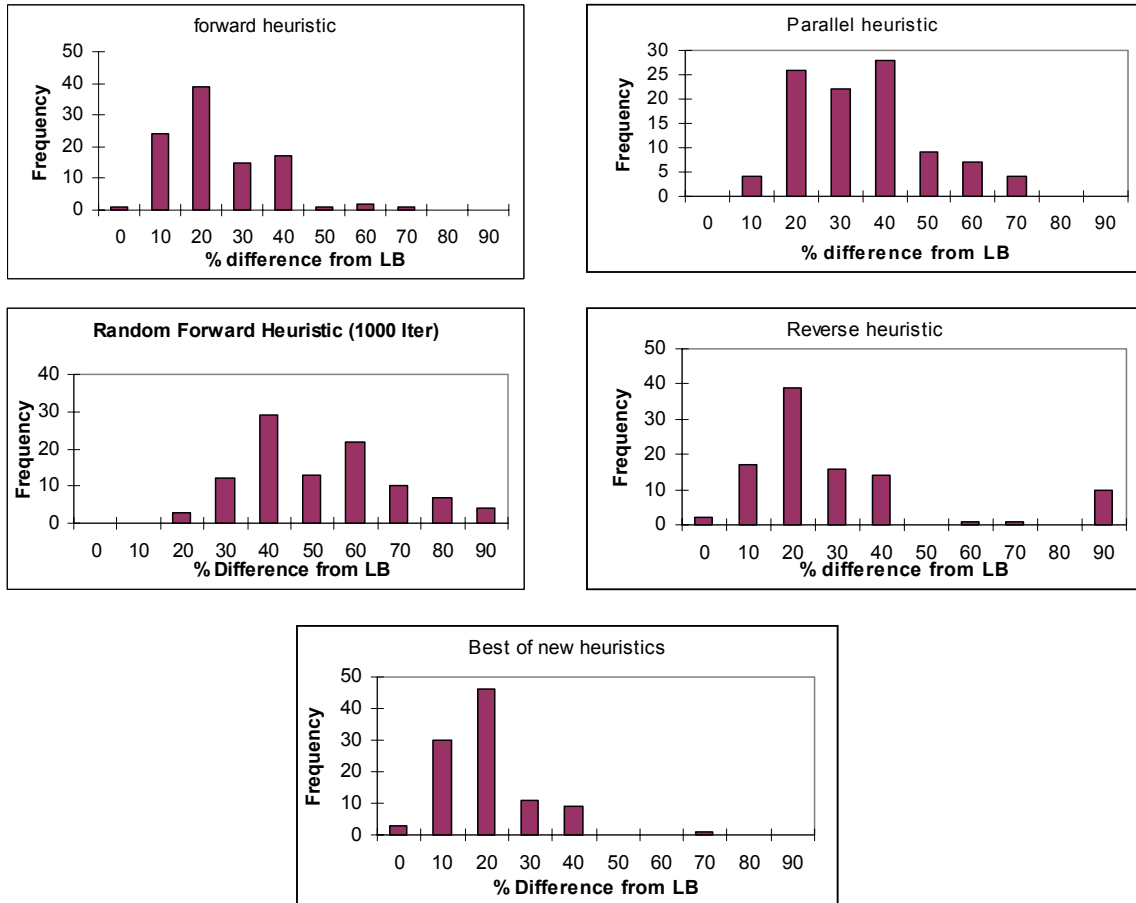 forward heuristic
50
40
30
20
10
0
Frequency
0 10 20 30 40 50 60 70 80 90
% difference from LB
Parallel heuristic
30
25
20
15
10
5
0
Frequency
0 10 20 30 40 50 60 70 80 90
% difference from LB
Random Forward Heuristic (1000 Iter)
40
30
20
10
0
Frequency
0 10 20 30 40 50 60 70 80 90
% Difference from LB
Reverse heuristic
50
40
30
20
10
0
Frequency
0 10 20 30 40 50 60 70 80 90
% difference from LB
Best of new heuristics
50
40
30
20
10
0
Frequency
0 10 20 30 40 50 60 70 80 90
% Difference from LB